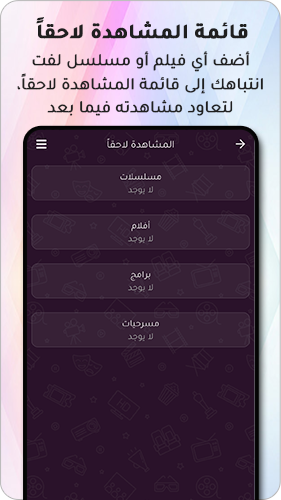 قائمة المشاهدة لاحقاً
أضف أي فيلم أو مسلسل لفت
انتباهك إلى قائمة المشاهدة لاحقاً،
لتعاود مشاهدته فيما بعد
المشاهدة لاحقاً
مسلسلات
لا يوجد
أفلام
لا يوجد
برامج
لا يوجد
مسرحيات
لا يوجد